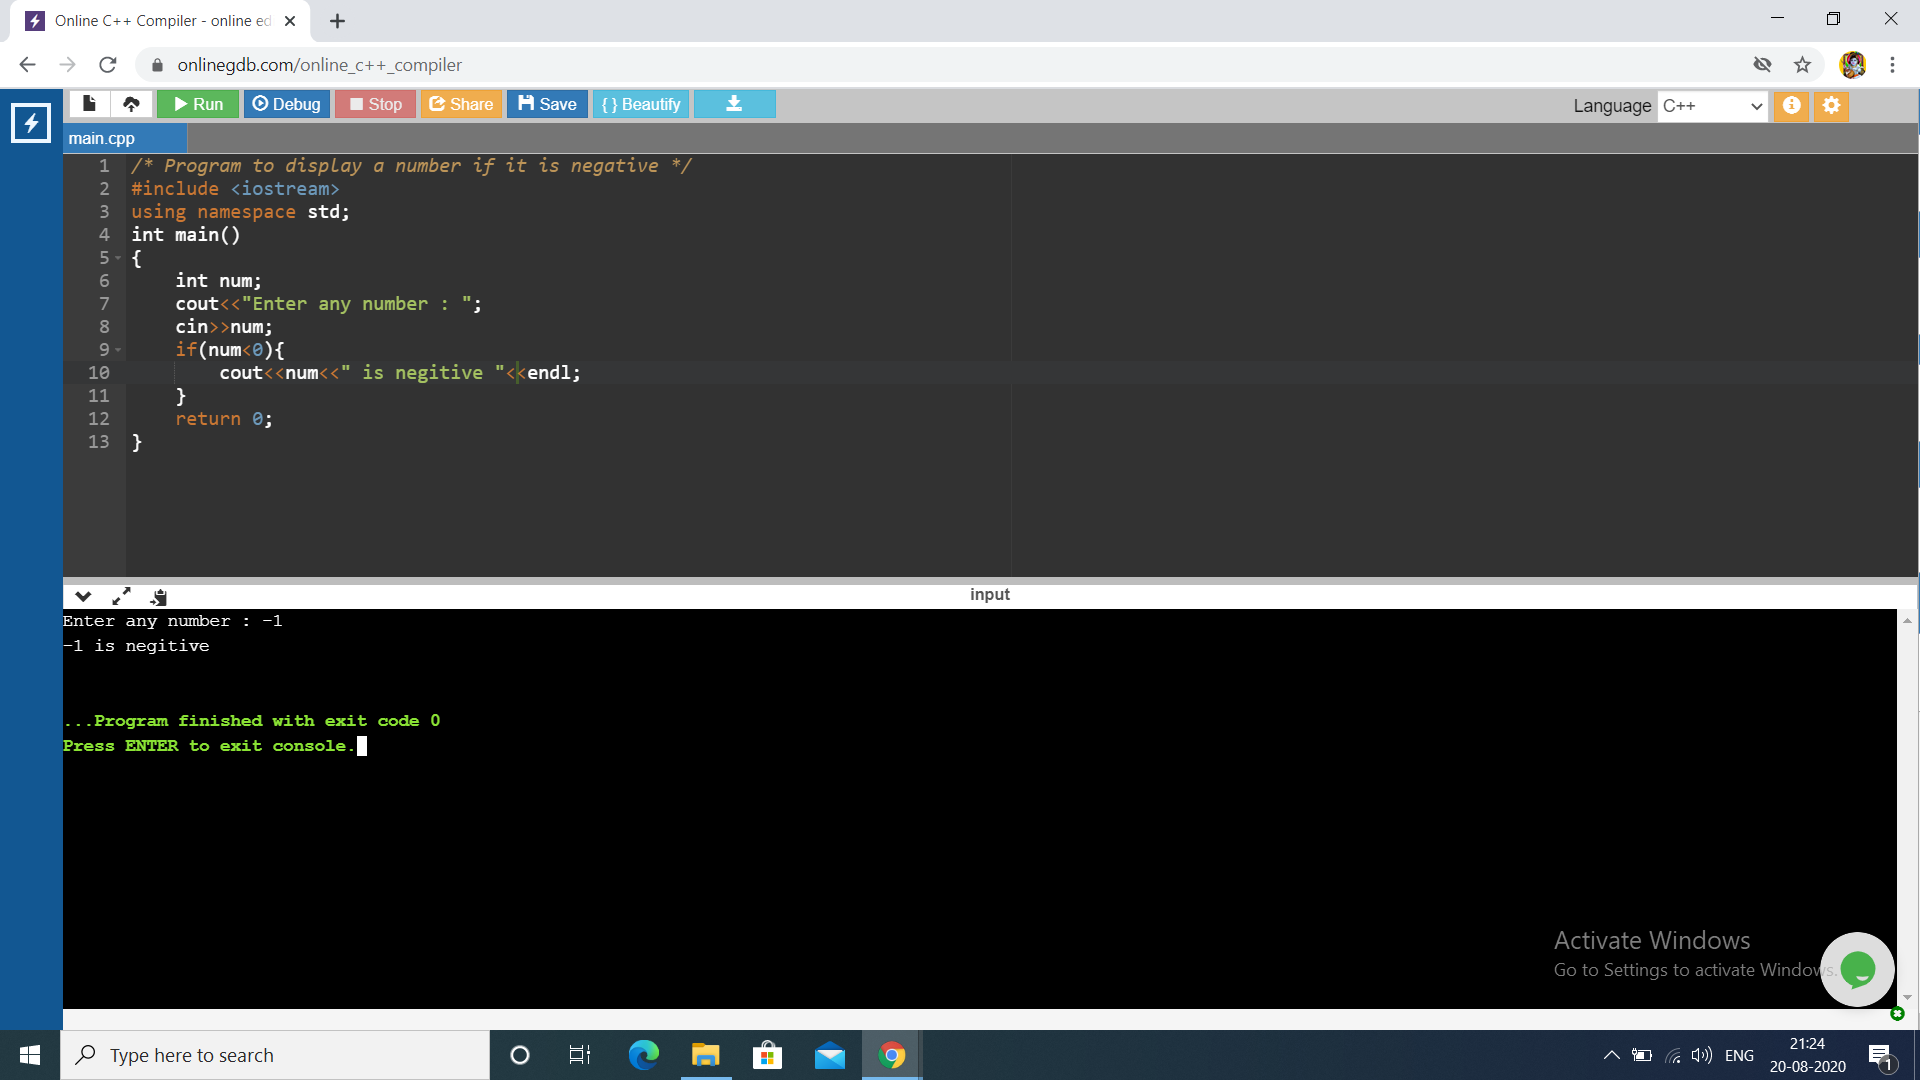 Online C++ Compiler - online ed
onlinegdb.com/online_c++_compiler
Run Debug Stop Share Save { } Beautify Language C++
main.cpp
1 /* Program to display a number if it is negative */
2 #include <iostream>
3 using namespace std;
4 int main()
5 {
6     int num;
7     cout<<"Enter any number : ";
8     cin>>num;
9     if(num<0){
10         cout<<num<<" is negitive "<<endl;
11     }
12     return 0;
13 }
input
Enter any number : -1
-1 is negitive
...Program finished with exit code 0
Press ENTER to exit console.
Activate Windows
Go to Settings to activate Windows.
Type here to search
ENG
21:24
20-08-2020
1